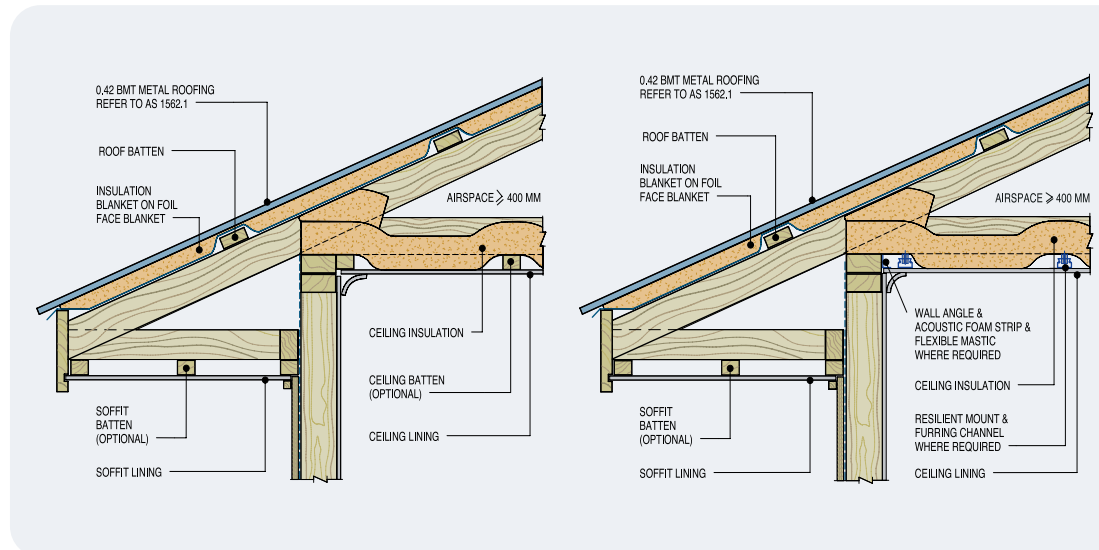 0.42 BMT METAL ROOFING
REFER TO AS 1562.1
ROOF BATTEN
INSULATION
BLANKET ON FOIL
FACE BLANKET
AIRSPACE ⩾ 400 MM
CEILING INSULATION
CEILING BATTEN
(OPTIONAL)
CEILING LINING
SOFFIT
BATTEN
(OPTIONAL)
SOFFIT LINING
0.42 BMT METAL ROOFING
REFER TO AS 1562.1
ROOF BATTEN
INSULATION
BLANKET ON FOIL
FACE BLANKET
AIRSPACE ⩾ 400 MM
WALL ANGLE &
ACOUSTIC FOAM STRIP &
FLEXIBLE MASTIC
WHERE REQUIRED
CEILING INSULATION
RESILIENT MOUNT &
FURRING CHANNEL
WHERE REQUIRED
CEILING LINING
SOFFIT
BATTEN
(OPTIONAL)
SOFFIT LINING